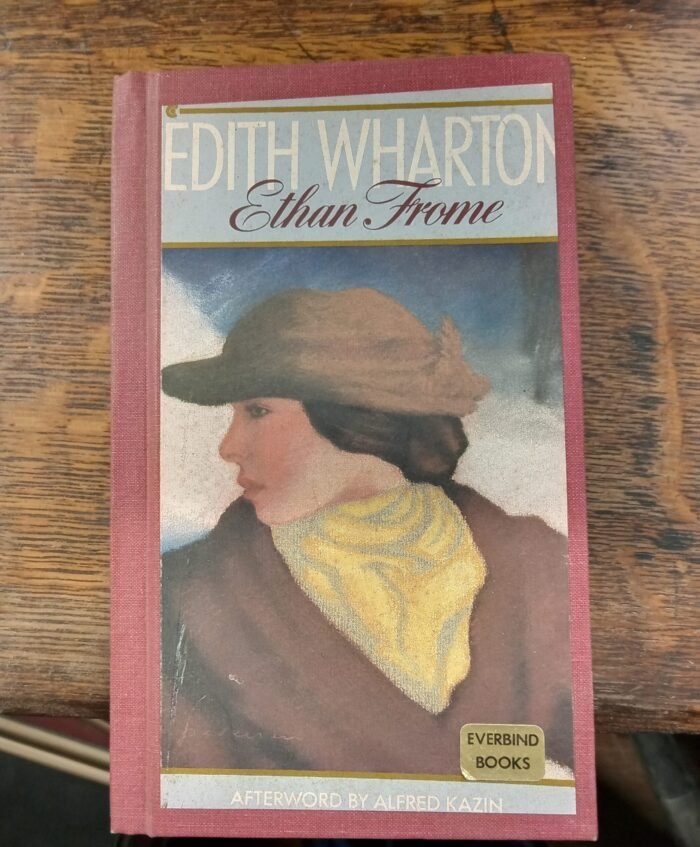 EDITH WHARTON
Ethan Frome
EVERBIND
BOOKS
AFTERWORD BY ALFRED KAZIN